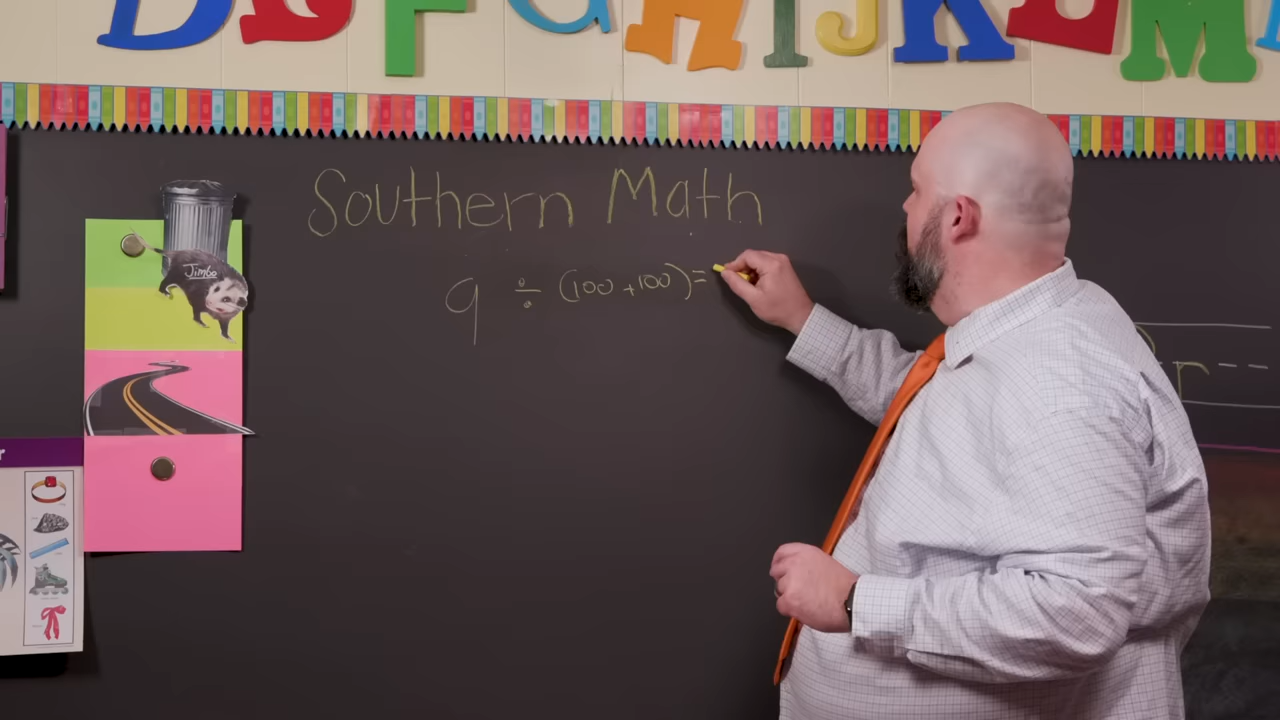 D E F G H I J K L M
Southern Math
9 ÷ (100+100)=
Jimbo
r
r